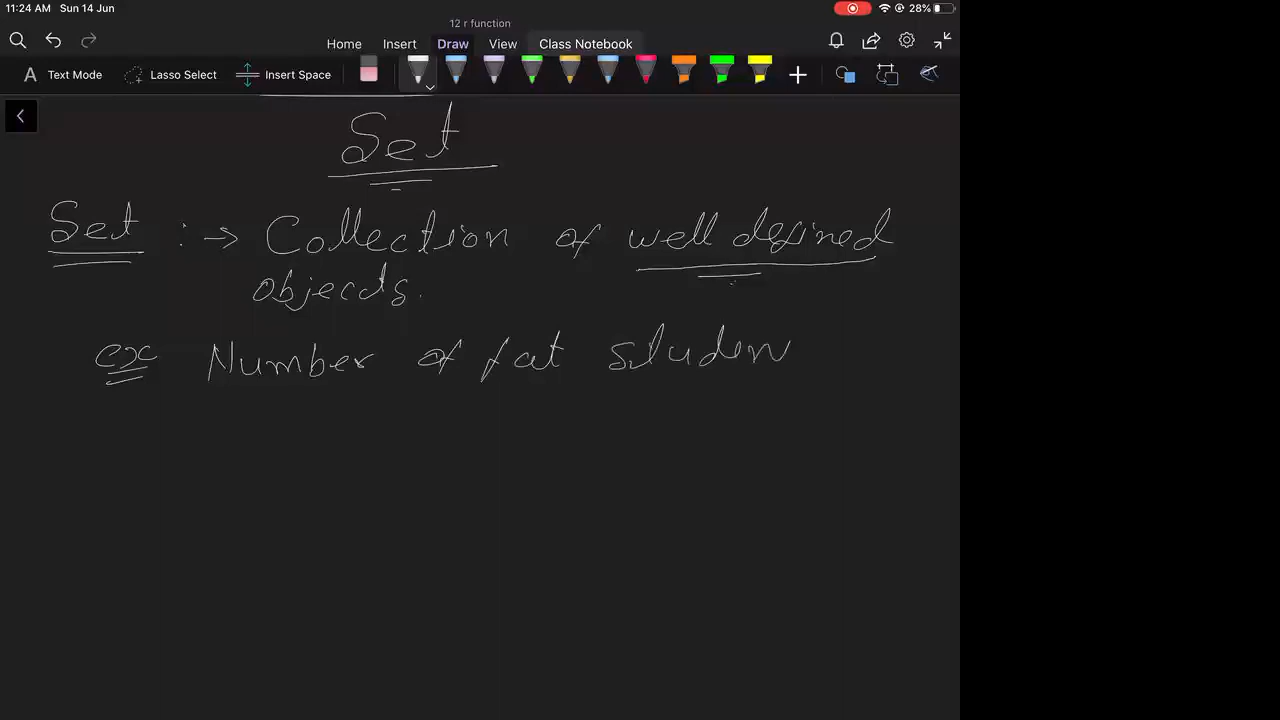 11:24 AM Sun 14 Jun
28%
12 r function
Home Insert Draw View Class Notebook
Text Mode Lasso Select Insert Space
Set
Set :→ Collection of well defined
objects.
ex Number of fat studen